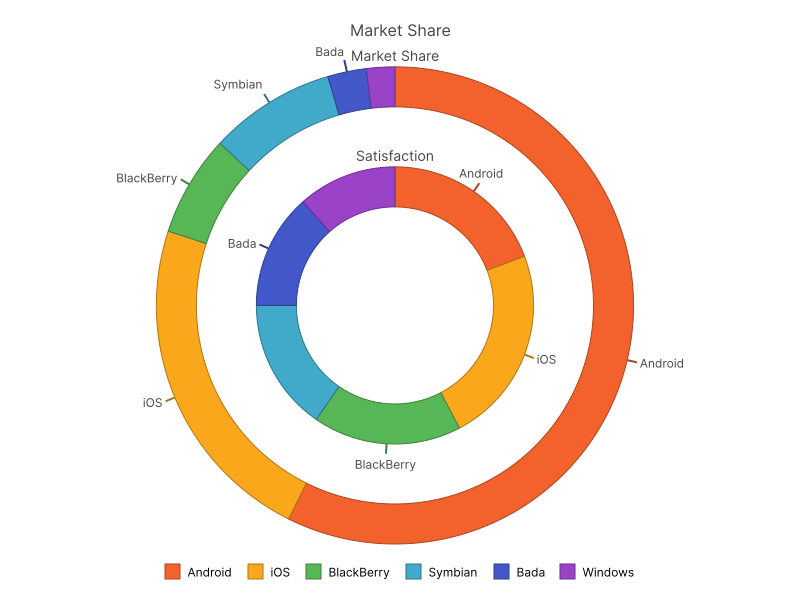 Market Share
Bada
Market Share
Symbian
Satisfaction
Android
BlackBerry
Bada
iOS
Android
iOS
BlackBerry
Android iOS BlackBerry Symbian Bada Windows